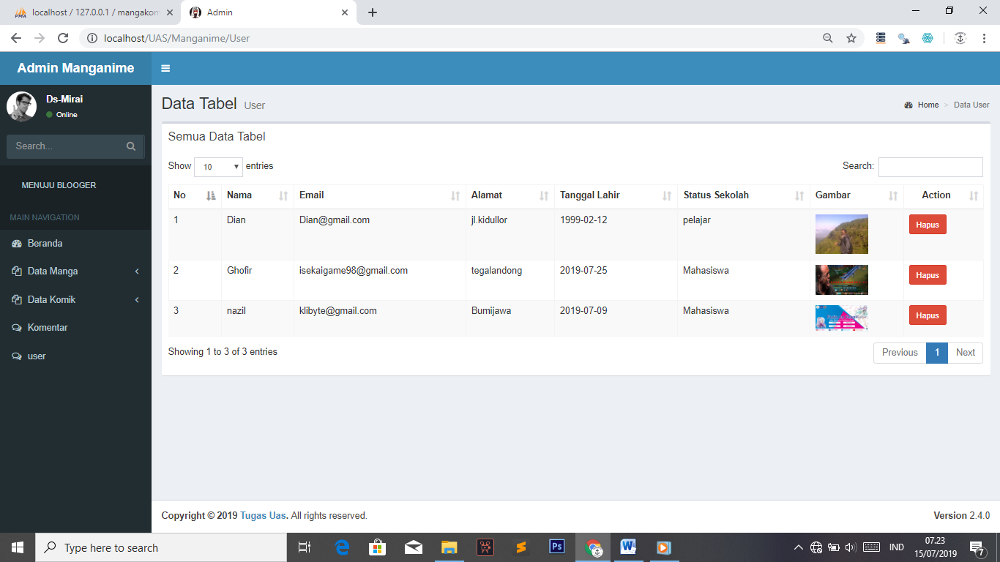 localhost / 127.0.0.1 / mangakom
Admin
localhost/UAS/Manganime/User
Admin Manganime
Ds-Mirai
Online
Search...
MENUJU BLOOGER
MAIN NAVIGATION
Beranda
Data Manga
Data Komik
Komentar
user
Data Tabel User
Home > Data User
Semua Data Tabel
Show 10 entries
Search:
No Nama Email Alamat Tanggal Lahir Status Sekolah Gambar Action
1 Dian Dian@gmail.com jl.kidullor 1999-02-12 pelajar Hapus
2 Ghofir isekaigame98@gmail.com tegalandong 2019-07-25 Mahasiswa Hapus
3 nazil klibyte@gmail.com Bumijawa 2019-07-09 Mahasiswa Hapus
Showing 1 to 3 of 3 entries
Previous 1 Next
Copyright © 2019 Tugas Uas. All rights reserved.
Version 2.4.0
Type here to search
IND
07.23
15/07/2019
7